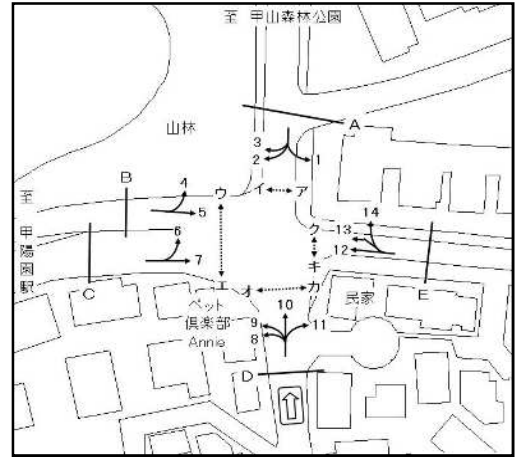 至 甲山森林公園
山林
A
3
2
1
B
4
ウ
イ
ア
14
至
甲陽園駅
5
6
ク
13
7
キ
12
C
エ
オ
カ
E
ペット
倶楽部
Annie
10
民家
9
11
8
D